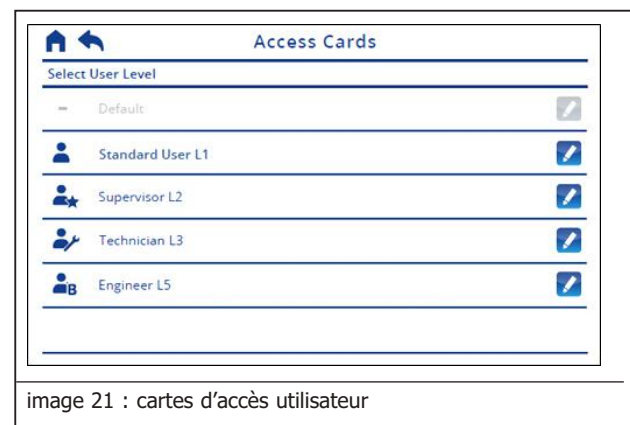 Access Cards
Select User Level
- Default
Standard User L1
Supervisor L2
Technician L3
B Engineer L5
image 21 : cartes d’accès utilisateur